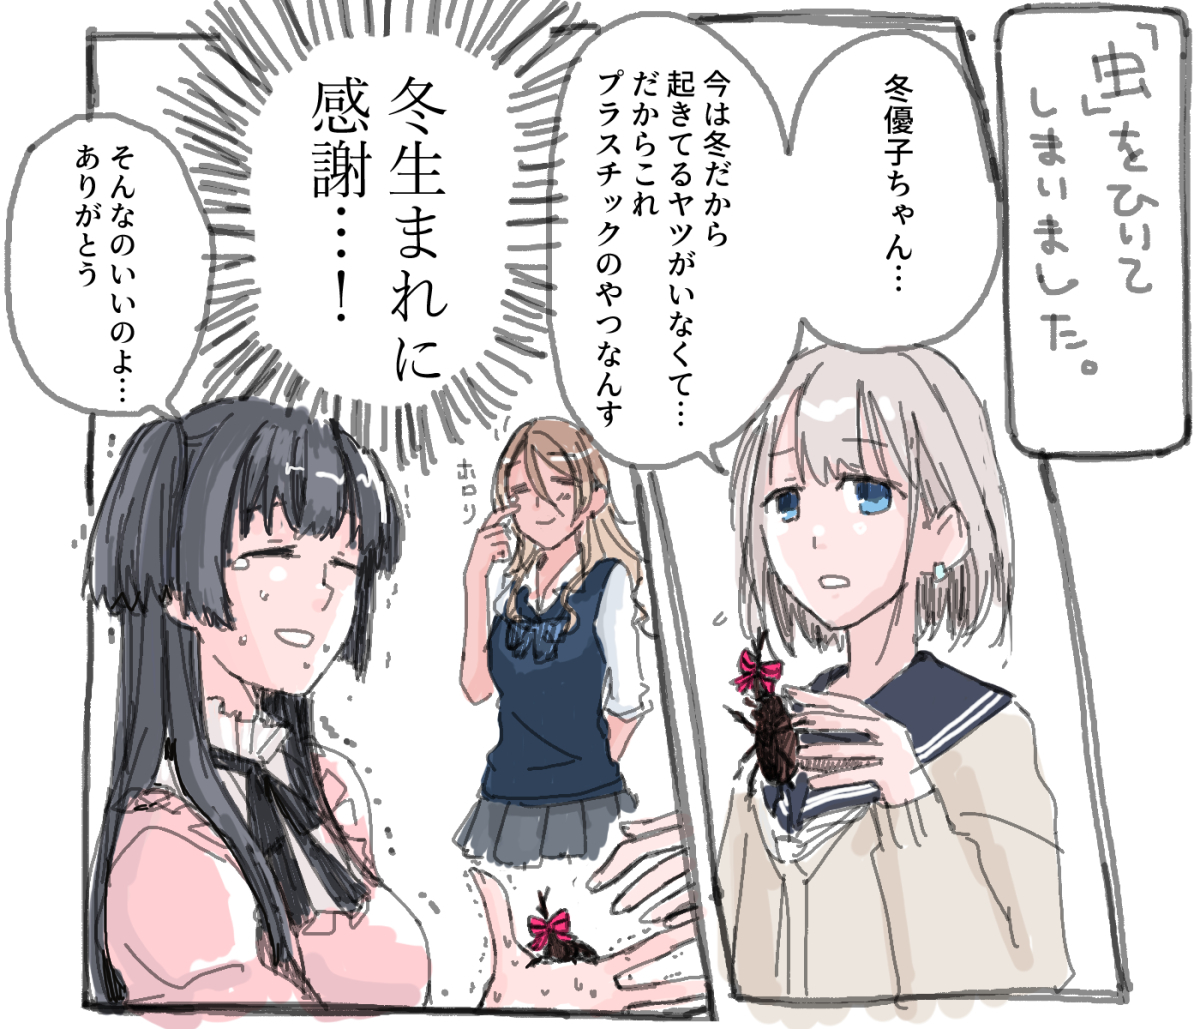 「虫」をひいて
しまいました。
冬優子ちゃん…
今は冬だから
起きてるヤツがいなくて…
だからこれ
プラスチックのやつなんす
冬生まれに
感謝…！
ホロリ
そんなのいいのよ…
ありがとう